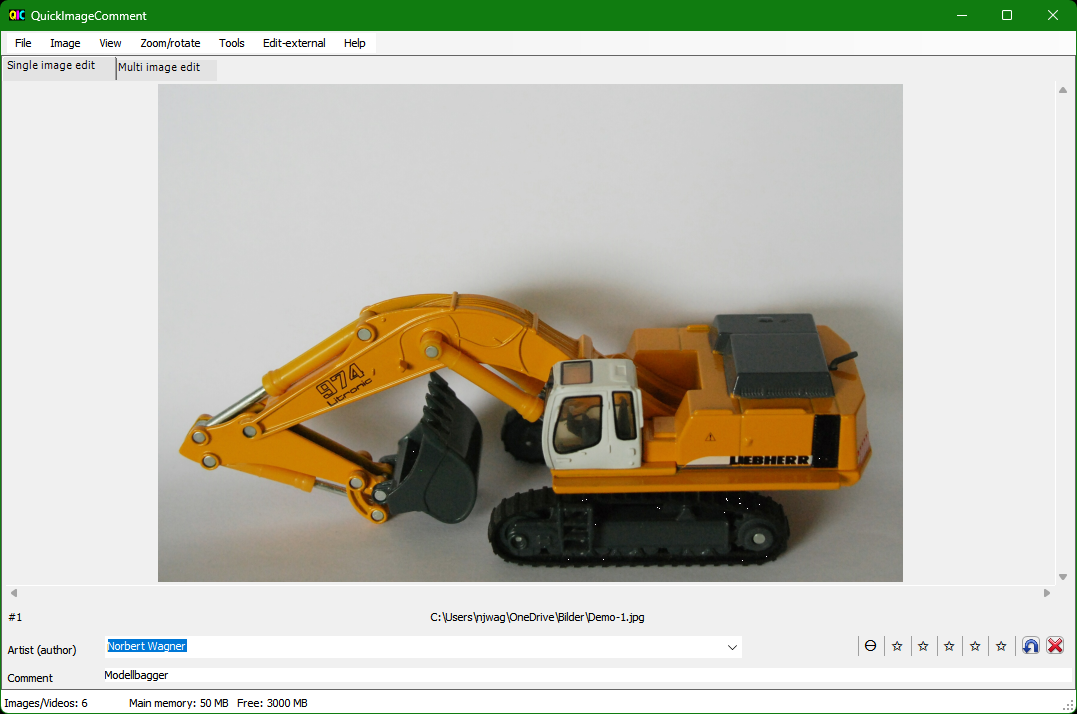 QuickImageComment
File Image View Zoom/rotate Tools Edit-external Help
Single image edit Multi image edit
974
Litronic
LIEBHERR
#1 C:\Users\njwag\OneDrive\Bilder\Demo-1.jpg
Artist (author) Norbert Wagner
Comment Modellbagger
Images/Videos: 6 Main memory: 50 MB Free: 3000 MB